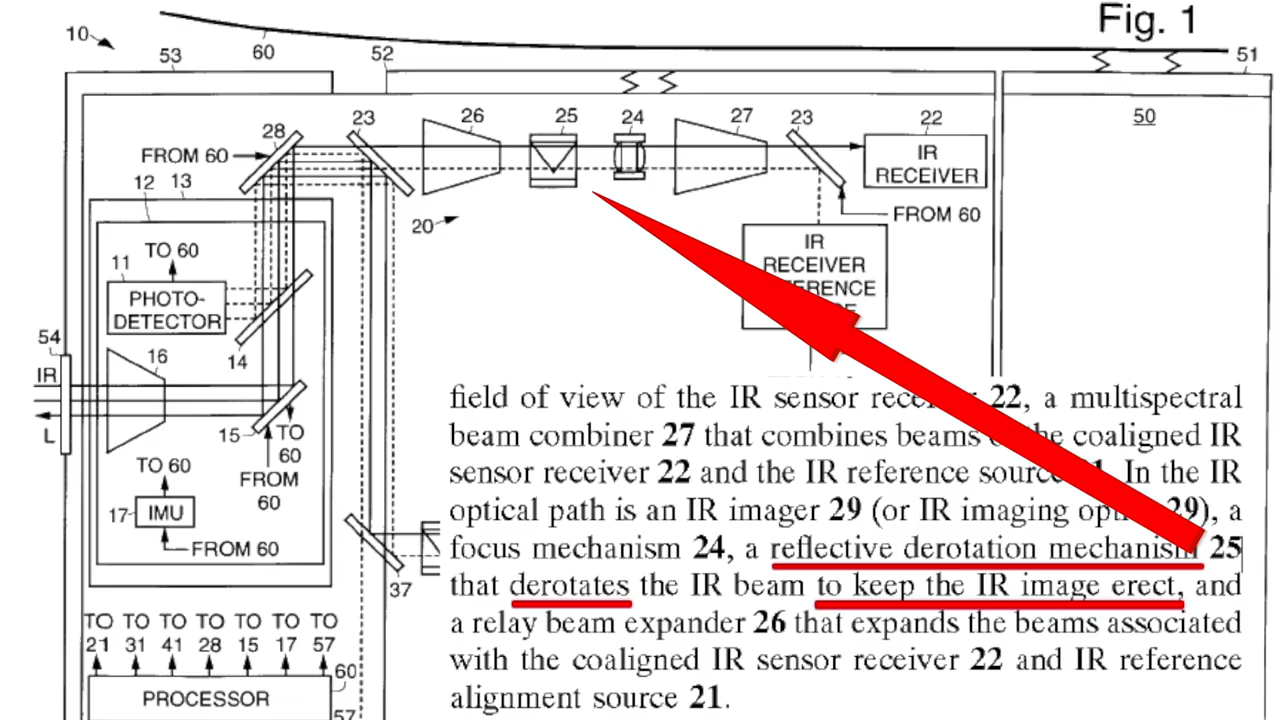 Fig. 1
10
53
60
52
51
28
23
26
25
24
27
23
22
50
FROM 60
IR
RECEIVER
12
13
20
FROM 60
TO 60
11
PHOTO-
DETECTOR
IR
RECEIVER
14
54
16
IR
L
15
TO
60
FROM
60
TO 60
17
IMU
FROM 60
37
field of view of the IR sensor 22, a multispectral
beam combiner 27 that combines beams the coaligned IR
sensor receiver 22 and the IR reference In the IR
optical path is an IR imager 29 (or IR imaging 29), a
focus mechanism 24, a reflective derotation mechanism 25
that derotates the IR beam to keep the IR image erect, and
a relay beam expander 26 that expands the beams associated
with the coaligned IR sensor receiver 22 and IR reference
alignment source 21.
TO TO TO TO TO TO TO
21 31 41 28 15 17 57
PROCESSOR
60
57